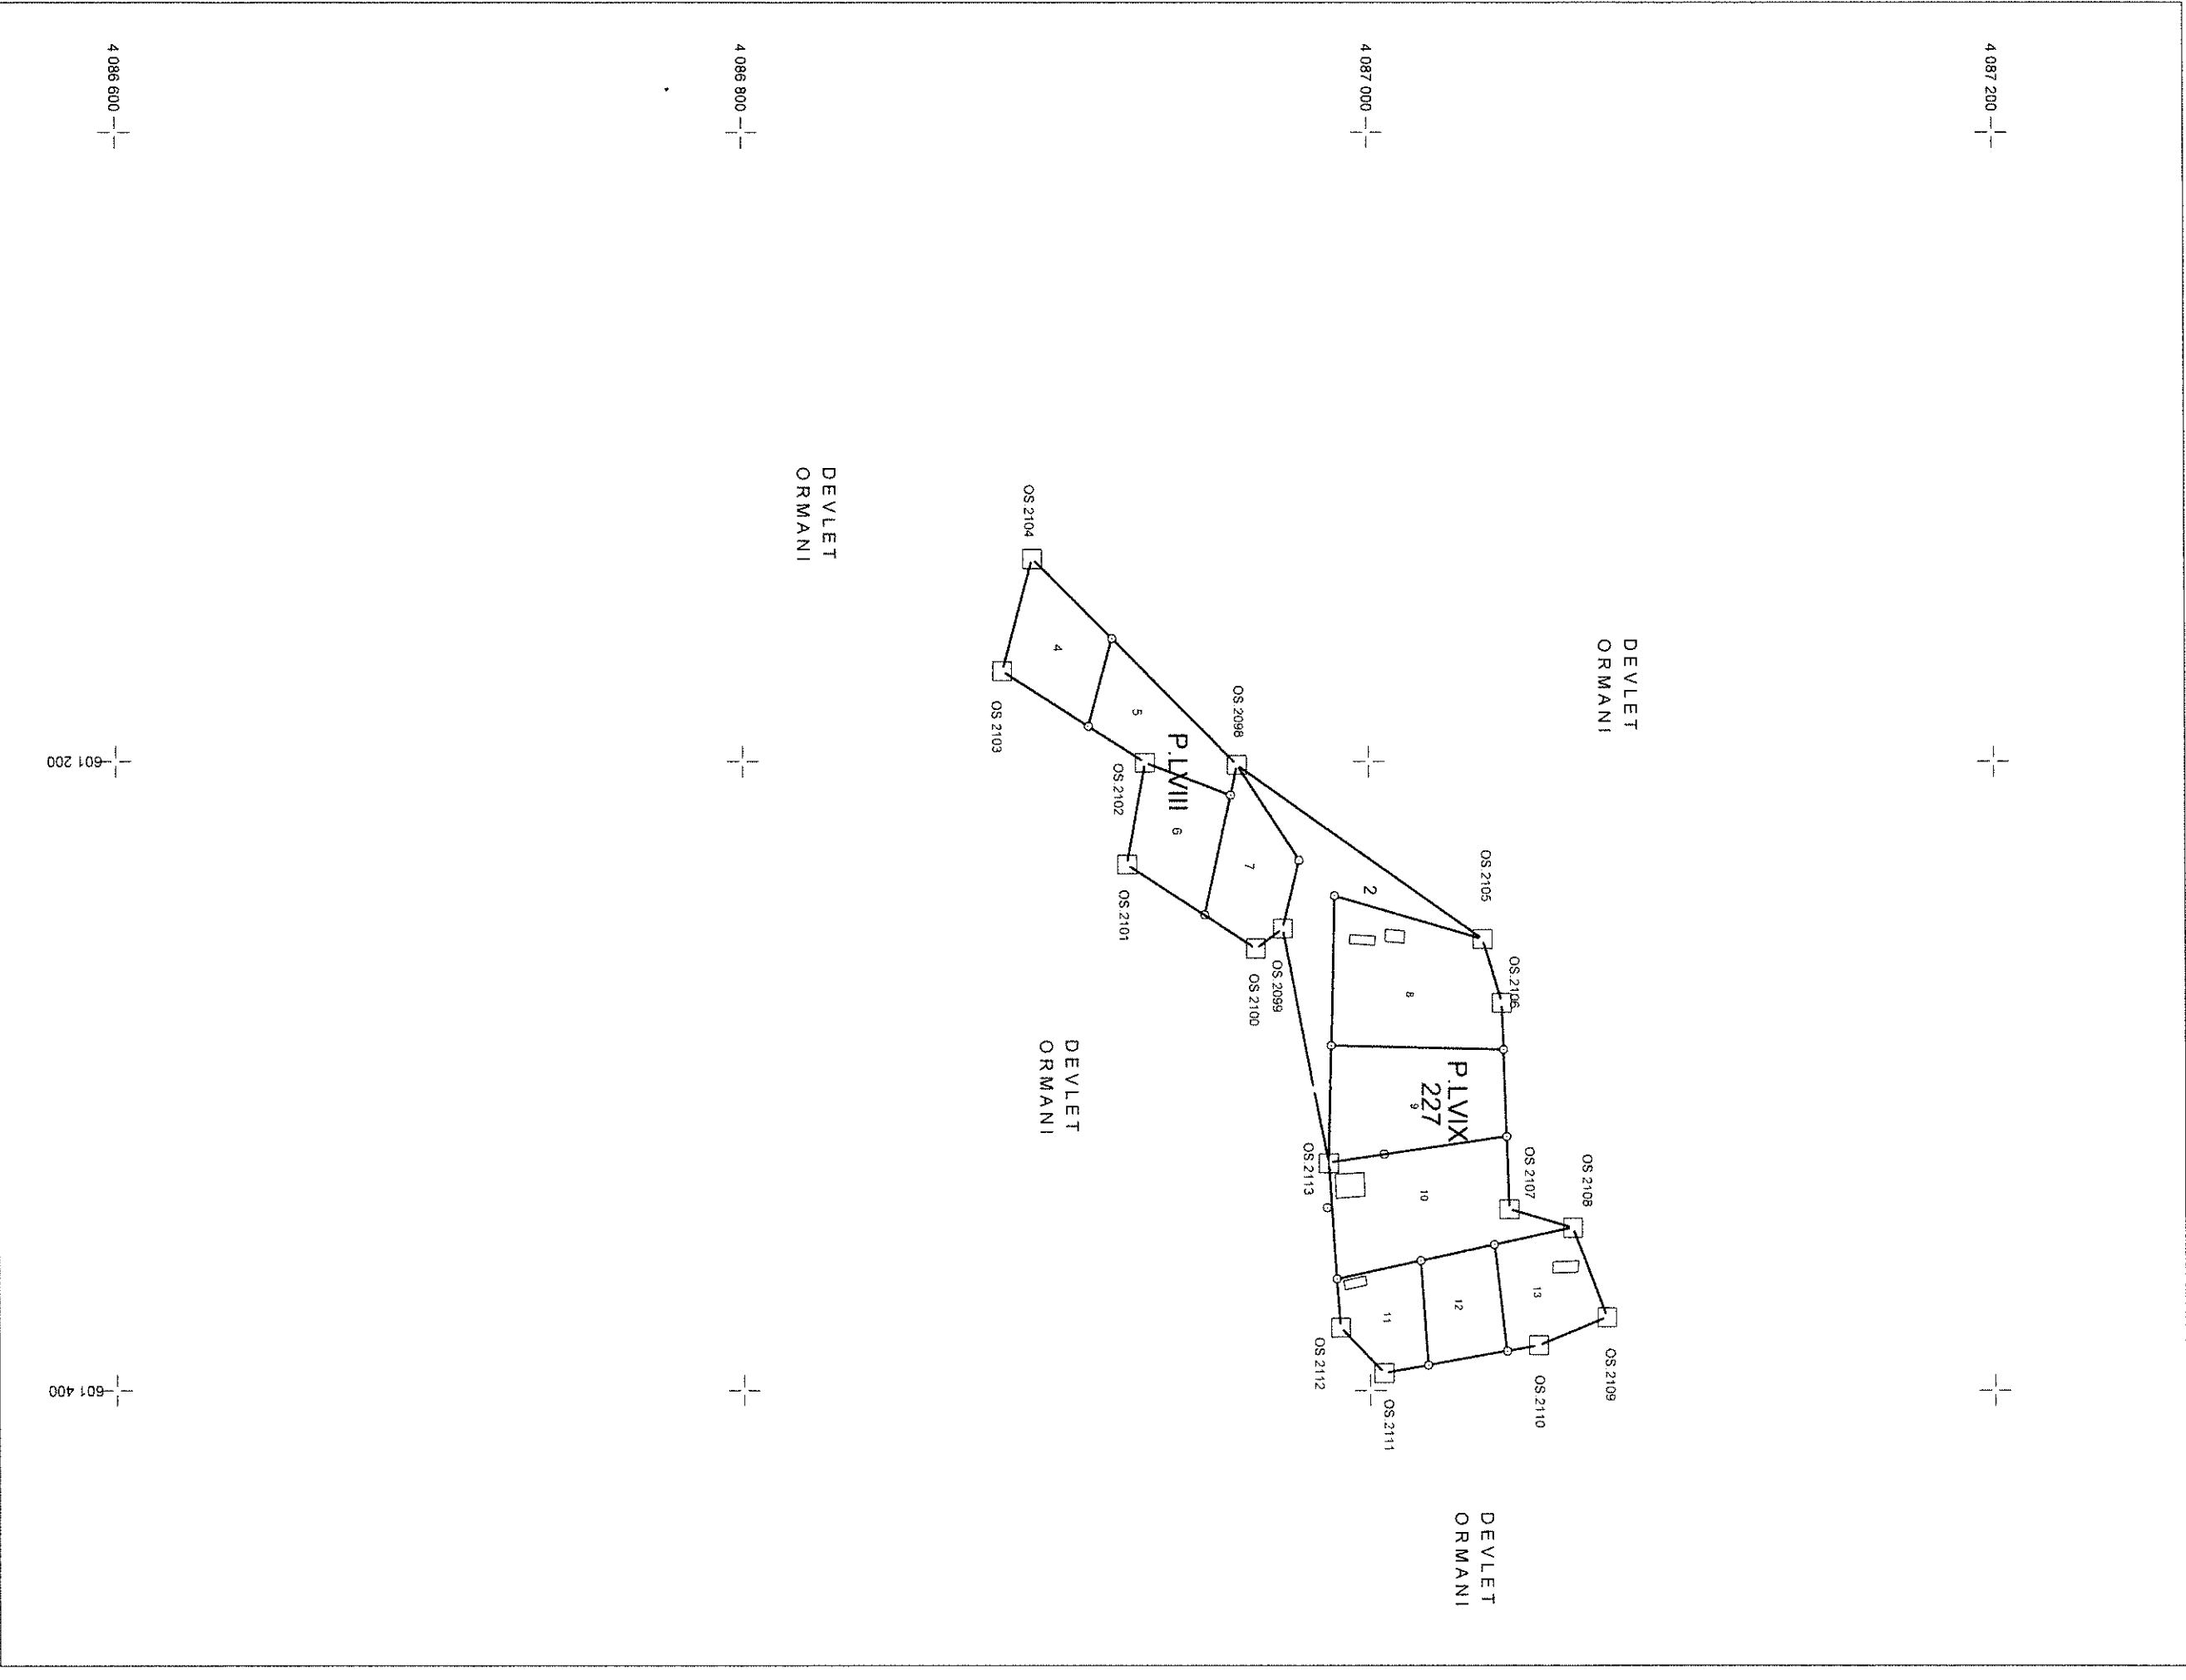 4 087 200
4 087 000
4 086 800
4 086 600
601 200
601 400
DEVLET
ORMANI
DEVLET
ORMANI
DEVLET
ORMANI
DEVLET
ORMANI
OS.2104
OS 2103
OS.2098
OS.2102
OS.2101
OS 2100
OS.2099
OS.2105
OS.2106
OS 2107
OS 2108
OS.2109
OS.2110
OS.2111
OS 2112
OS.2113
P.LVIII
P.LVIX
227
2
4
5
6
7
8
9
10
11
12
13